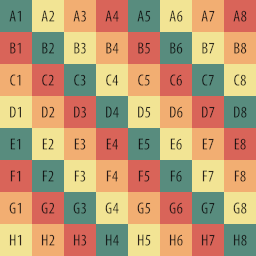 A1 A2 A3 A4 A5 A6 A7 A8
B1 B2 B3 B4 B5 B6 B7 B8
C1 C2 C3 C4 C5 C6 C7 C8
D1 D2 D3 D4 D5 D6 D7 D8
E1 E2 E3 E4 E5 E6 E7 E8
F1 F2 F3 F4 F5 F6 F7 F8
G1 G2 G3 G4 G5 G6 G7 G8
H1 H2 H3 H4 H5 H6 H7 H8